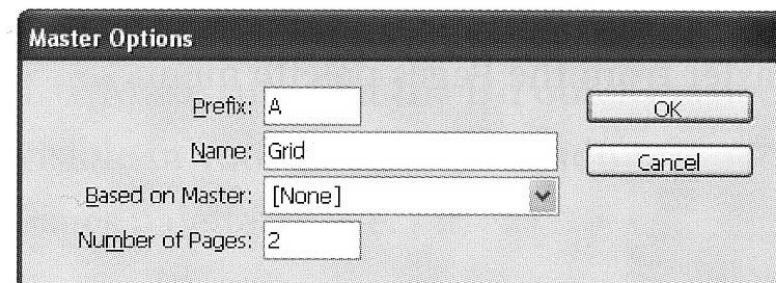 Master Options
Prefix: A
OK
Name: Grid
Cancel
Based on Master: [None]
Number of Pages: 2